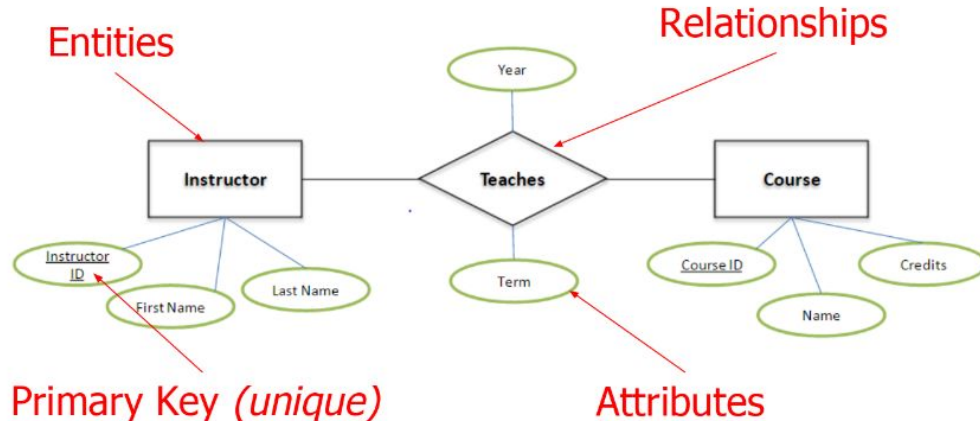 Entities
Relationships
Year
Instructor
Teaches
Course
Instructor
ID
First Name
Last Name
Term
Course ID
Name
Credits
Primary Key (unique)
Attributes